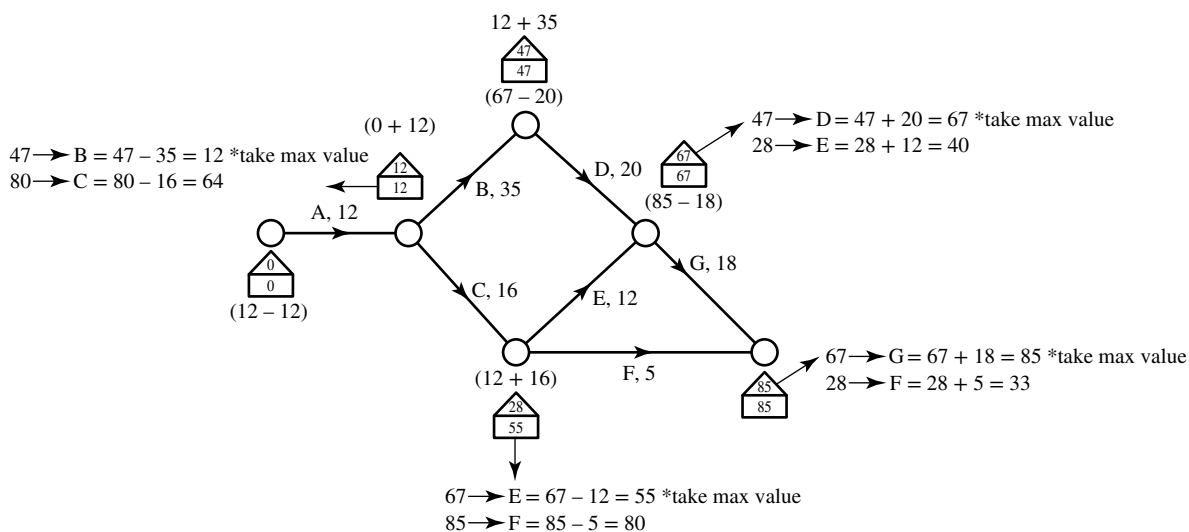 12 + 35
47
47
(67 – 20)
(0 + 12)
47 → B = 47 – 35 = 12 *take max value
80 → C = 80 – 16 = 64
12
12
47 → D = 47 + 20 = 67 *take max value
28 → E = 28 + 12 = 40
67
67
(85 – 18)
A, 12
B, 35
D, 20
0
0
(12 – 12)
C, 16
E, 12
G, 18
(12 + 16)
F, 5
28
55
67 → G = 67 + 18 = 85 *take max value
28 → F = 28 + 5 = 33
85
85
67 → E = 67 – 12 = 55 *take max value
85 → F = 85 – 5 = 80